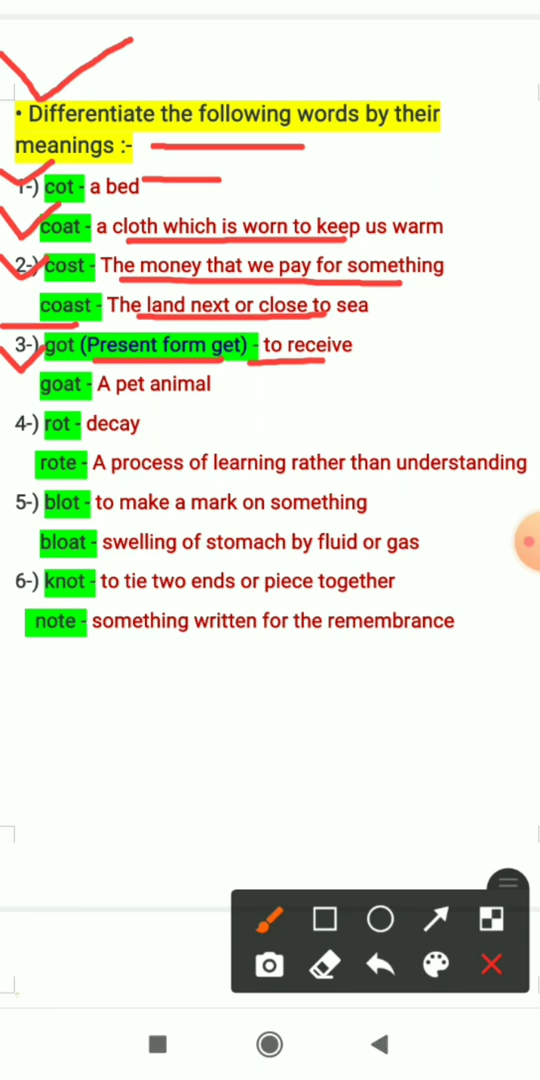 • Differentiate the following words by their
meanings :-
1-) cot - a bed
coat - a cloth which is worn to keep us warm
2-) cost - The money that we pay for something
coast - The land next or close to sea
3-) got (Present form get) - to receive
goat - A pet animal
4-) rot - decay
rote - A process of learning rather than understanding
5-) blot - to make a mark on something
bloat - swelling of stomach by fluid or gas
6-) knot - to tie two ends or piece together
note - something written for the remembrance